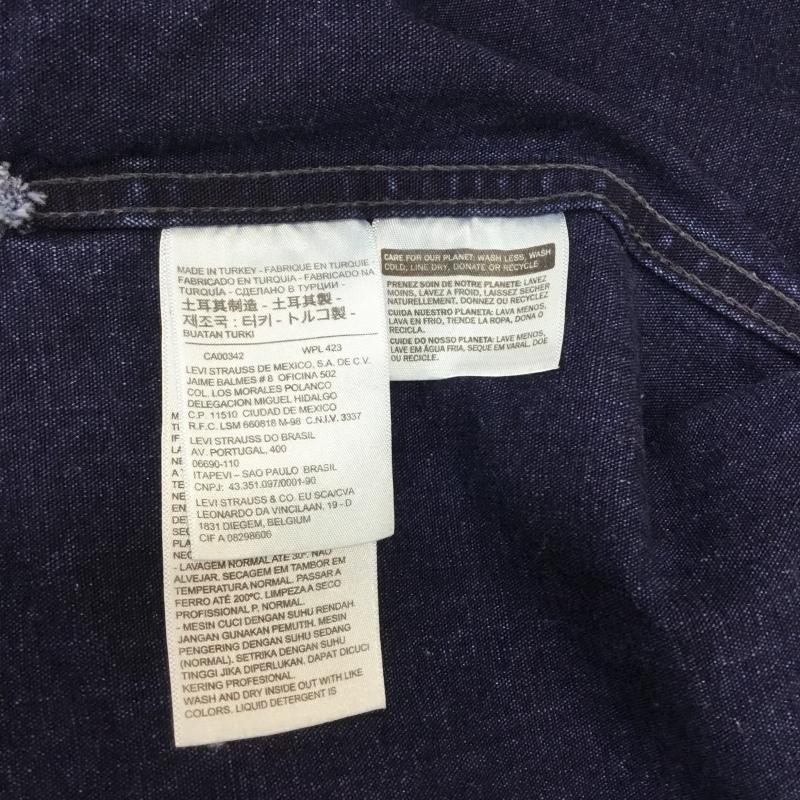 MADE IN TURKEY - FABRIQUE EN TURQUIE -
FABRICADO EN TURQUIA - FABRICADO NA
TURQUÍA - СДЕЛАНО В ТУРЦИИ -
土耳其制造 - 土耳其製 -
제조국 : 터키 - トルコ製 -
BUATAN TURKI
CA00342 WPL 423
LEVI STRAUSS DE MEXICO, S.A. DE C.V.
JAIME BALMES # 8 OFICINA 502
COL. LOS MORALES POLANCO
DELEGACION MIGUEL HIDALGO
C.P. 11510 CIUDAD DE MEXICO
R.F.C. LSM 660818 M-98 C.N.I.V. 3337
LEVI STRAUSS DO BRASIL
AV. PORTUGAL, 400
06690-110
ITAPEVI – SAO PAULO BRASIL
CNPJ: 43.351.097/0001-90
LEVI STRAUSS & CO. EU SCA/CVA
LEONARDO DA VINCILAAN, 19 - D
1831 DIEGEM, BELGIUM
CIF A 08298606
- LAVAGEM NORMAL ATÉ 30º. NÃO
ALVEJAR. SECAGEM EM TAMBOR EM
TEMPERATURA NORMAL. PASSAR A
FERRO ATÉ 200ºC. LIMPEZA A SECO
PROFISSIONAL P, NORMAL.
- MESIN CUCI DENGAN SUHU RENDAH.
JANGAN GUNAKAN PEMUTIH. MESIN
PENGERING DENGAN SUHU SEDANG
(NORMAL). SETRIKA DENGAN SUHU
TINGGI JIKA DIPERLUKAN. DAPAT DICUCI
KERING PROFESIONAL.
WASH AND DRY INSIDE OUT WITH LIKE
COLORS. LIQUID DETERGENT IS
CARE FOR OUR PLANET: WASH LESS, WASH
COLD, LINE DRY, DONATE OR RECYCLE
PRENEZ SOIN DE NOTRE PLANETE: LAVEZ
MOINS, LAVEZ A FROID, LAISSEZ SECHER
NATURELLEMENT, DONNEZ OU RECYCLEZ
CUIDA NUESTRO PLANETA: LAVA MENOS,
LAVA EN FRIO, TIENDE LA ROPA, DONA O
RECICLA.
CUIDE DO NOSSO PLANETA: LAVE MENOS,
LAVE EM ÁGUA FRIA, SEQUE EM VARAL, DOE
OU RECICLE.